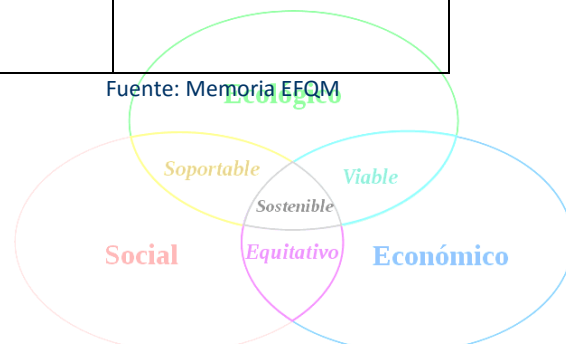 Fuente: Memoria EFQM
Ecológico
Soportable
Viable
Sostenible
Social
Equitativo
Económico